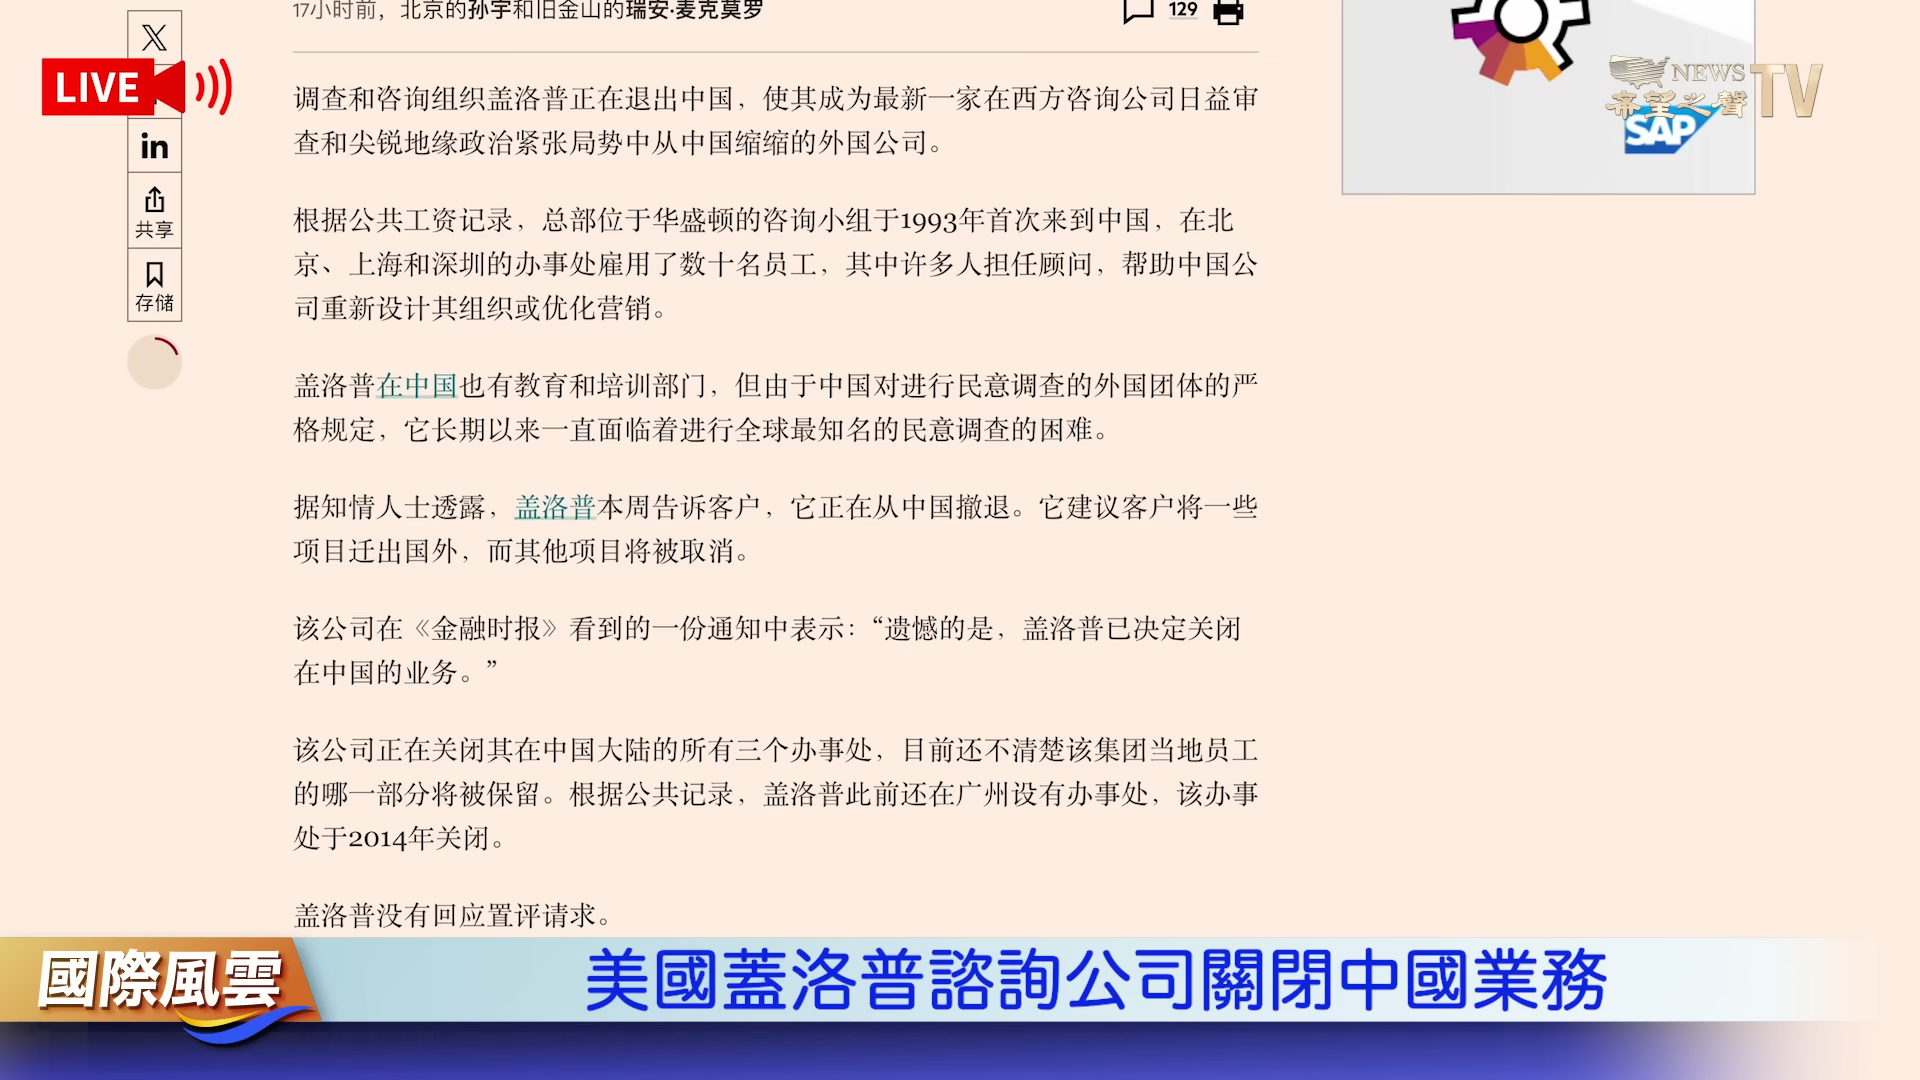 17小时前，北京的孙宇和旧金山的瑞安·麦克莫罗
129
LIVE
in
共享
存储
NEWS
希望之聲TV
SAP
调查和咨询组织盖洛普正在退出中国，使其成为最新一家在西方咨询公司日益审
查和尖锐地缘政治紧张局势中从中国缩缩的外国公司。
根据公共工资记录，总部位于华盛顿的咨询小组于1993年首次来到中国，在北
京、上海和深圳的办事处雇用了数十名员工，其中许多人担任顾问，帮助中国公
司重新设计其组织或优化营销。
盖洛普在中国也有教育和培训部门，但由于中国对进行民意调查的外国团体的严
格规定，它长期以来一直面临着进行全球最知名的民意调查的困难。
据知情人士透露，盖洛普本周告诉客户，它正在从中国撤退。它建议客户将一些
项目迁出国外，而其他项目将被取消。
该公司在《金融时报》看到的一份通知中表示：“遗憾的是，盖洛普已决定关闭
在中国的业务。”
该公司正在关闭其在中国大陆的所有三个办事处，目前还不清楚该集团当地员工
的哪一部分将被保留。根据公共记录，盖洛普此前还在广州设有办事处，该办事
处于2014年关闭。
盖洛普没有回应置评请求。
國際風雲
美國蓋洛普諮詢公司關閉中國業務